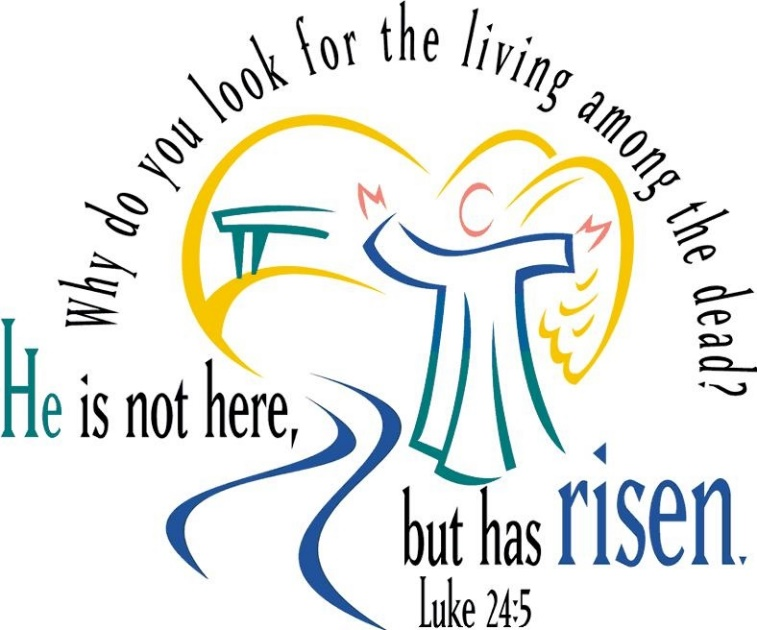 Why do you look for the living among the dead?
He is not here,
but has risen.
Luke 24:5